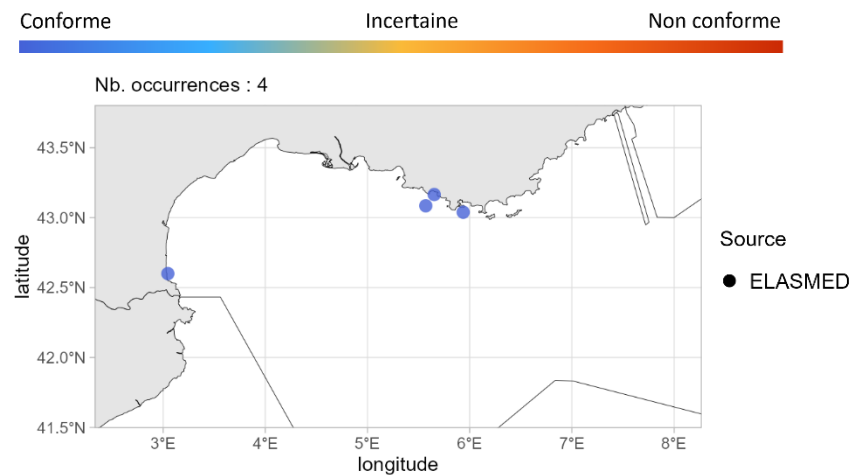 Conforme Incertaine Non conforme
Nb. occurrences : 4
43.5°N
43.0°N
42.5°N
42.0°N
41.5°N
latitude
3°E 4°E 5°E 6°E 7°E 8°E
longitude
Source
ELASMED